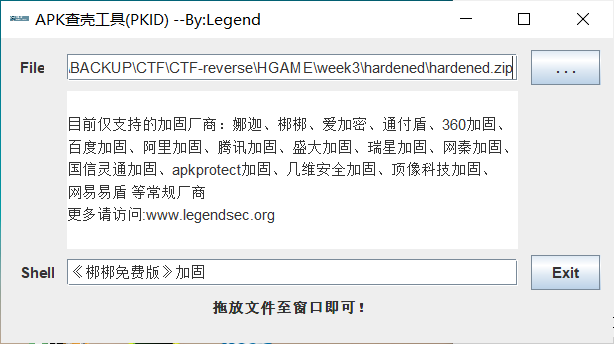 APK查壳工具(PKID) --By:Legend
File
\BACKUP\CTF\CTF-reverse\HGAME\week3\hardened\hardened.zip
...
目前仅支持的加固厂商：娜迦、梆梆、爱加密、通付盾、360加固、
百度加固、阿里加固、腾讯加固、盛大加固、瑞星加固、网秦加固、
国信灵通加固、apkprotect加固、几维安全加固、顶像科技加固、
网易易盾 等常规厂商
更多请访问:www.legendsec.org
Shell
《梆梆免费版》加固
Exit
拖放文件至窗口即可！